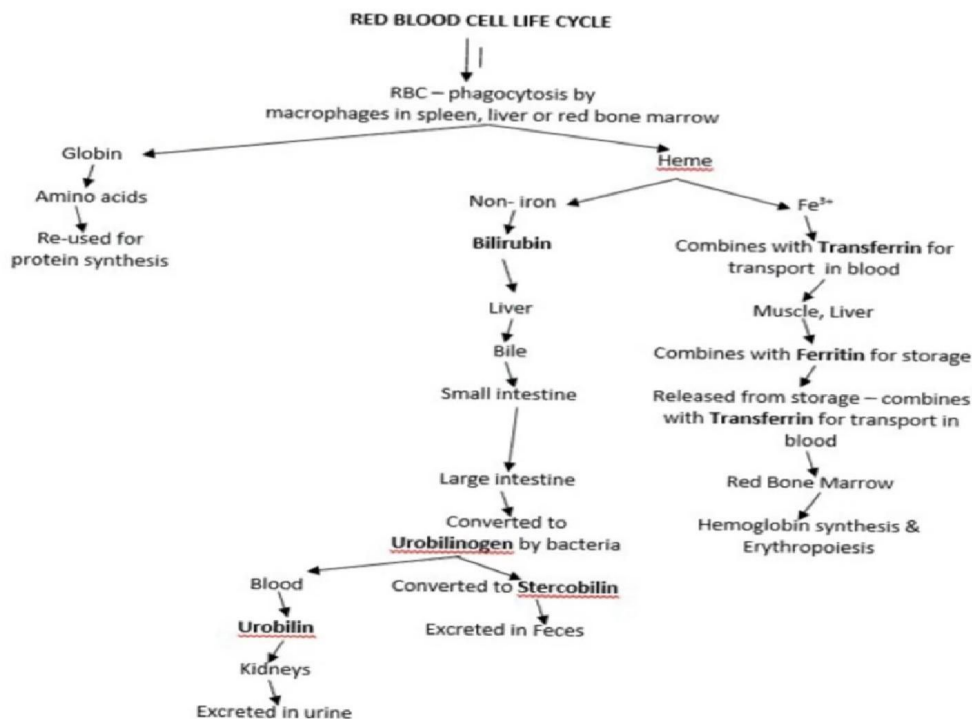 RED BLOOD CELL LIFE CYCLE
RBC – phagocytosis by
macrophages in spleen, liver or red bone marrow
Globin
Amino acids
Re-used for
protein synthesis
Heme
Non- iron
Bilirubin
Liver
Bile
Small intestine
Large intestine
Converted to
Urobilinogen by bacteria
Blood
Urobilin
Kidneys
Excreted in urine
Converted to Stercobilin
Excreted in Feces
Fe³⁺
Combines with Transferrin for
transport in blood
Muscle, Liver
Combines with Ferritin for storage
Released from storage – combines
with Transferrin for transport in
blood
Red Bone Marrow
Hemoglobin synthesis &
Erythropoiesis